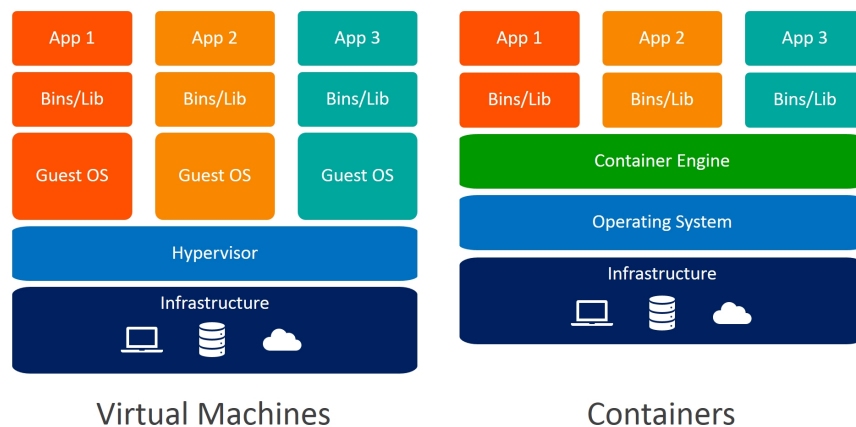 App 1
App 2
App 3
Bins/Lib
Bins/Lib
Bins/Lib
Guest OS
Guest OS
Guest OS
Hypervisor
Infrastructure
Virtual Machines
App 1
App 2
App 3
Bins/Lib
Bins/Lib
Bins/Lib
Container Engine
Operating System
Infrastructure
Containers